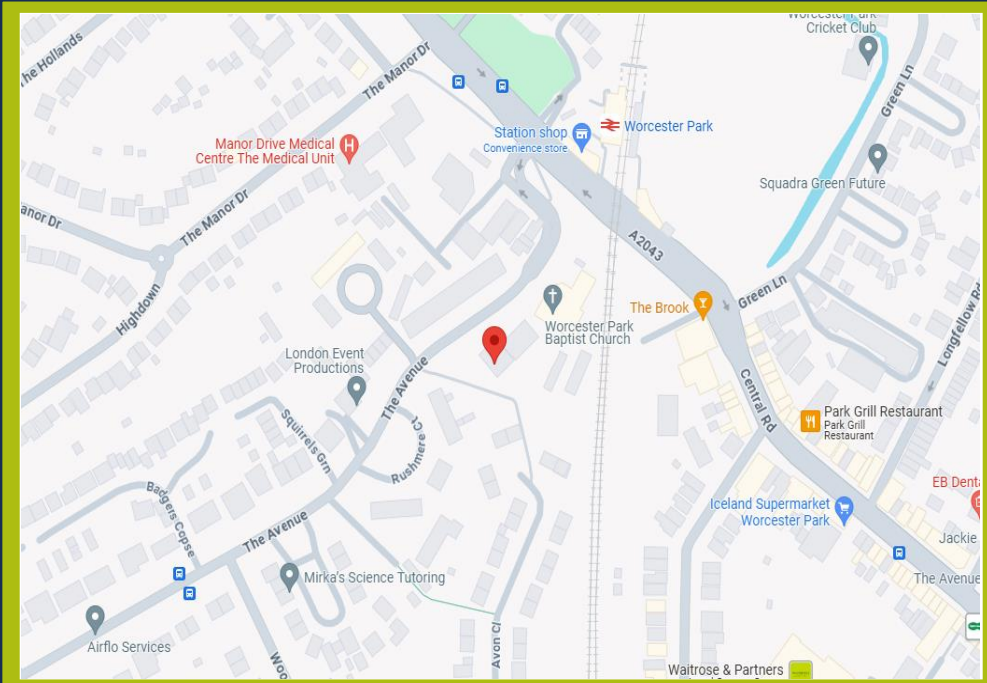 Worcester Park
Cricket Club
The Hollands
The Manor Dr
Green Ln
Station shop
Convenience store
Worcester Park
Manor Drive Medical
Centre The Medical Unit
Squadra Green Future
anor Dr
The Manor Dr
A2043
Highdown
Green Ln
The Brook
Longfellow Rd
Worcester Park
Baptist Church
London Event
Productions
The Avenue
Central Rd
Park Grill Restaurant
Park Grill
Restaurant
Squirrels Grn
Rushmere Ct
EB Denta
Badgers Copse
Iceland Supermarket
Worcester Park
The Avenue
Jackie
Mirka's Science Tutoring
The Avenue
Airflo Services
Avon Cl
Woo
Waitrose & Partners